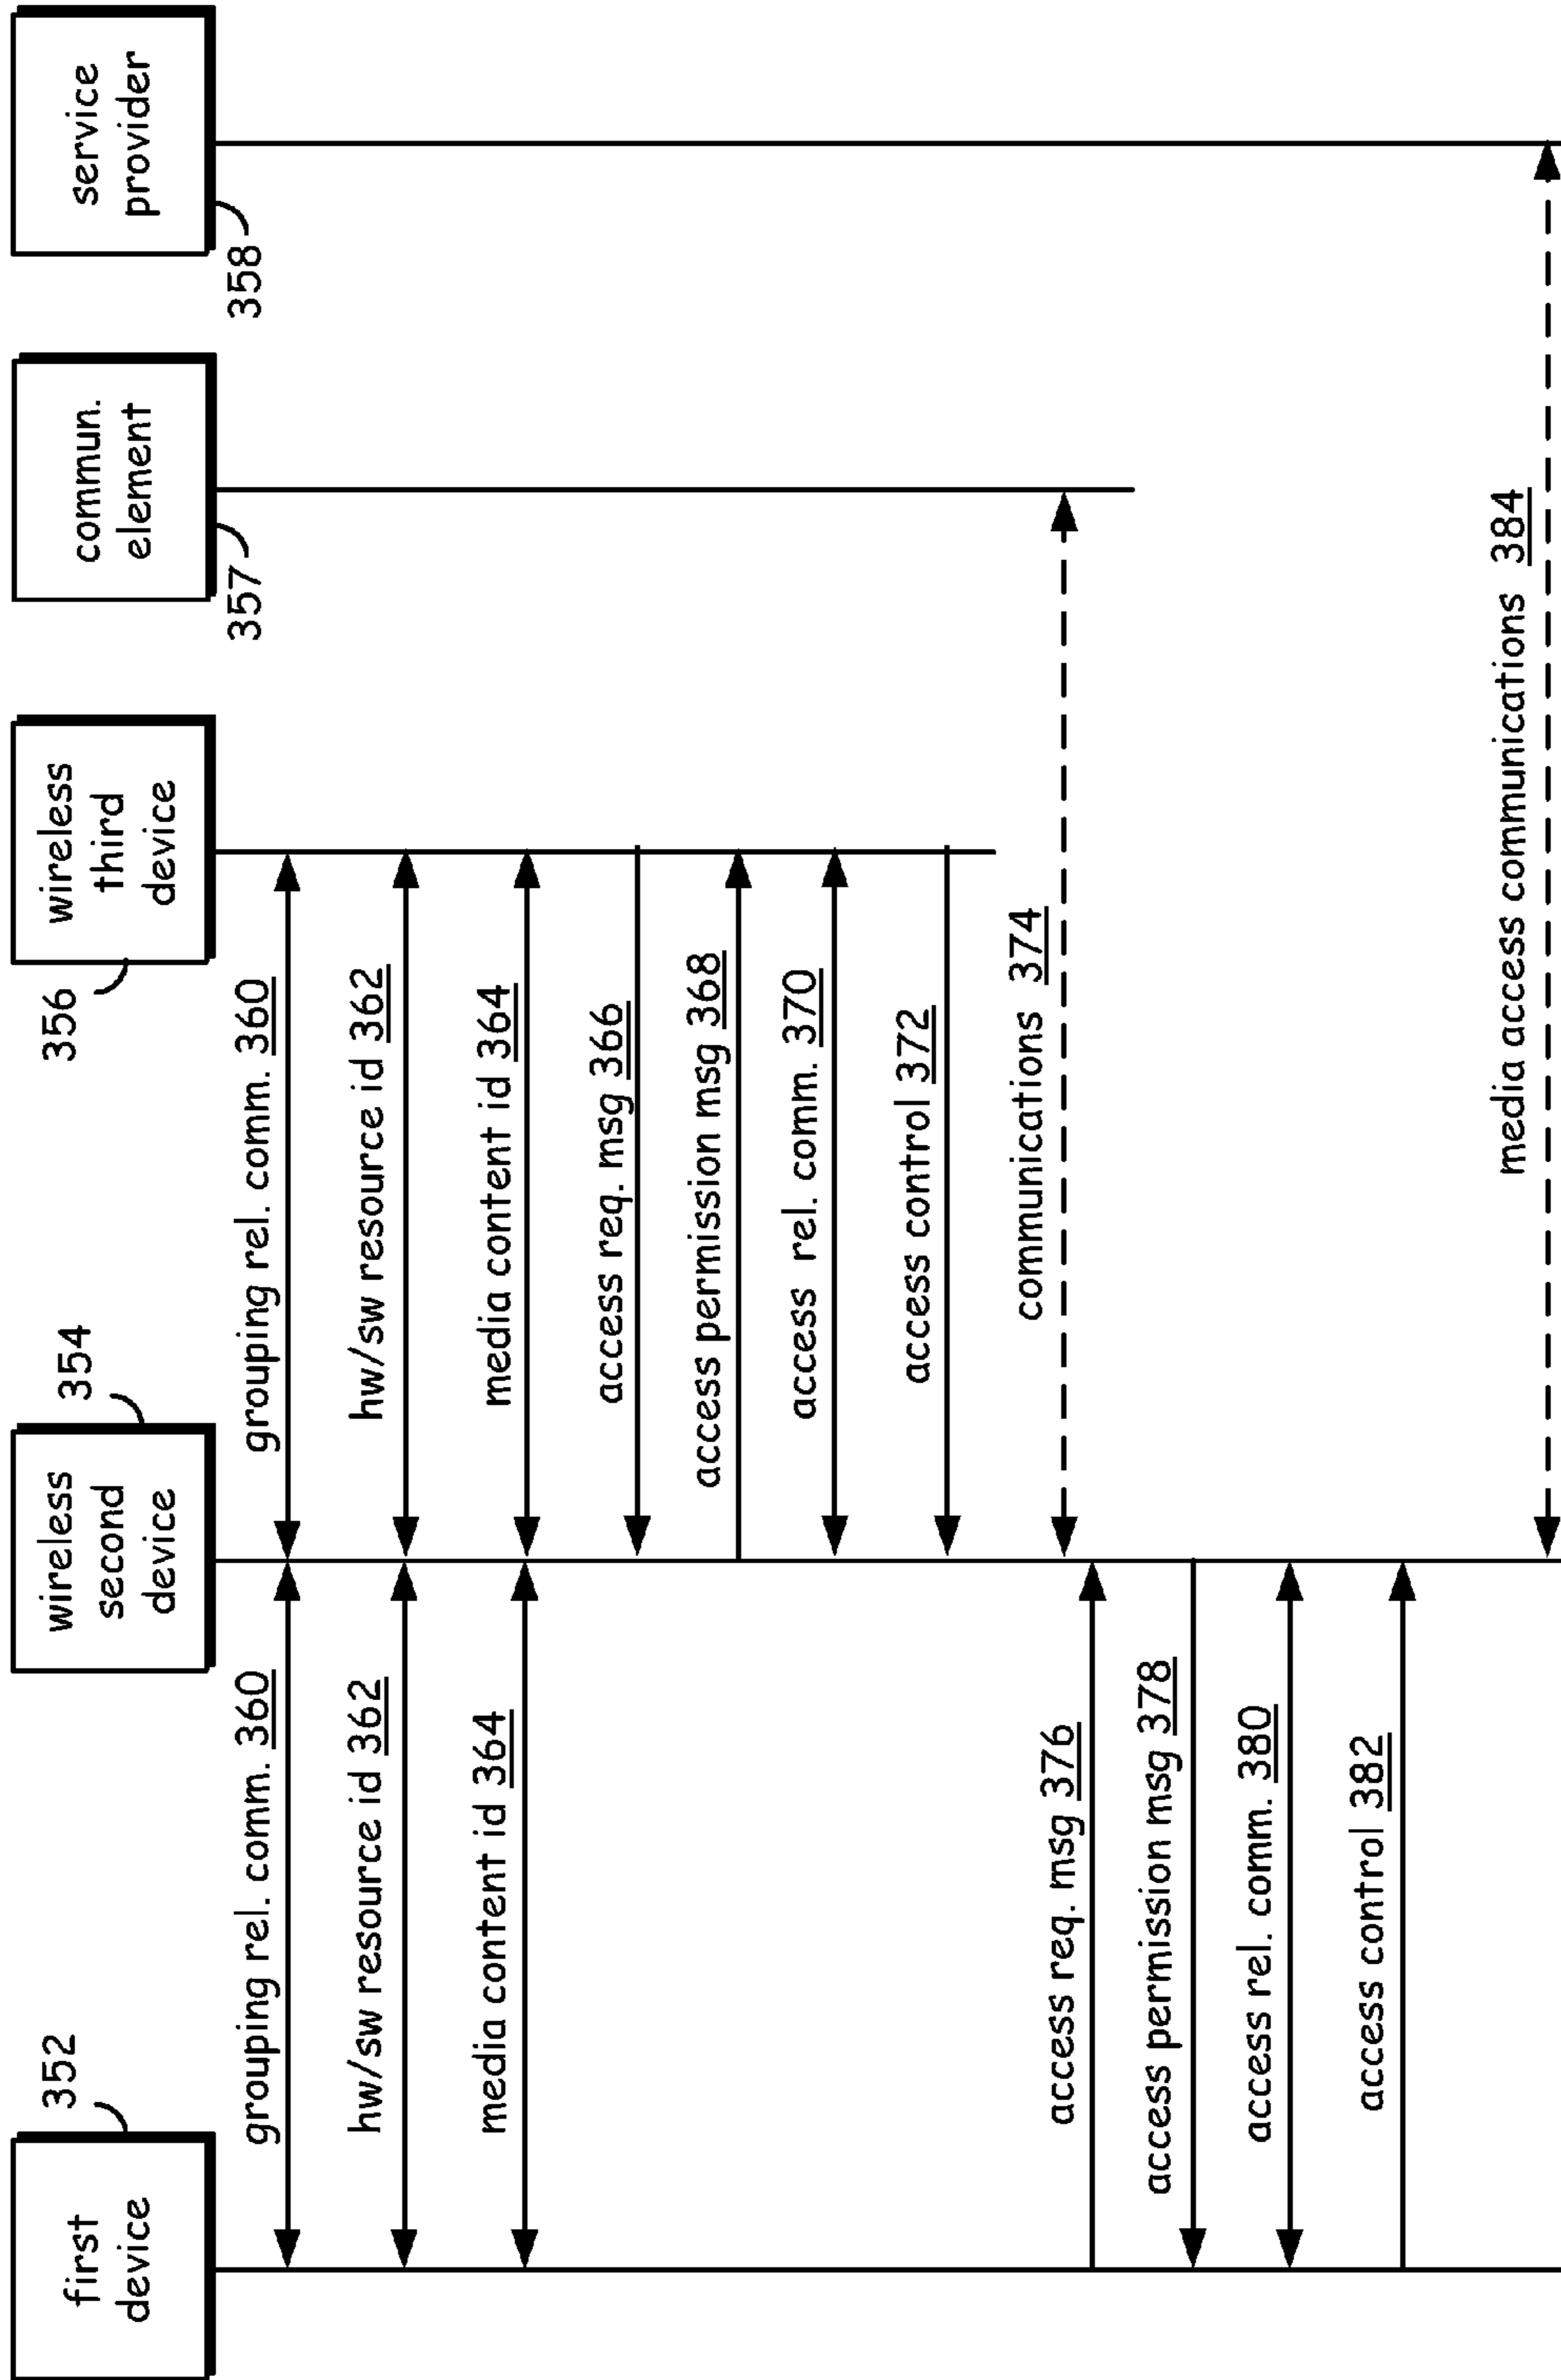 first
device
352
wireless
second
device
354
wireless
third
device
356
commun.
element
357
service
provider
358
grouping rel. comm. 360
grouping rel. comm. 360
hw/sw resource id 362
hw/sw resource id 362
media content id 364
media content id 364
access req. msg 366
access permission msg 368
access rel. comm. 370
access control 372
communications 374
access req. msg 376
access permission msg 378
access rel. comm. 380
access control 382
media access communications 384